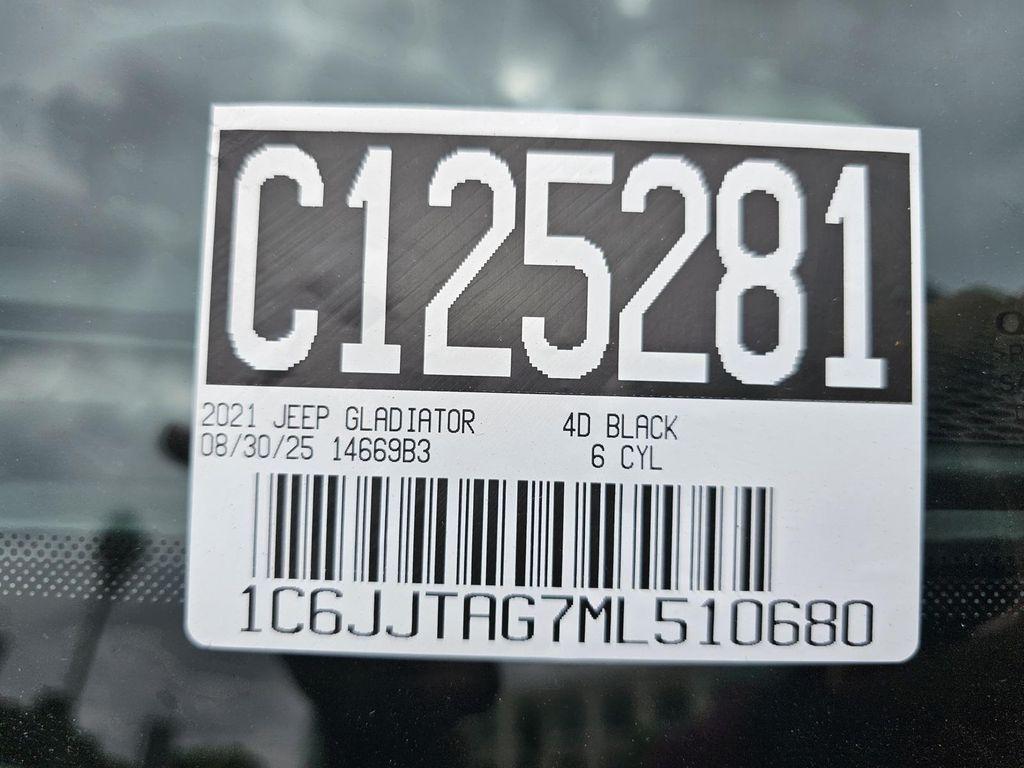 C125281
2021 JEEP GLADIATOR 4D BLACK
08/30/25 14669B3 6 CYL
1C6JJTAG7ML510680